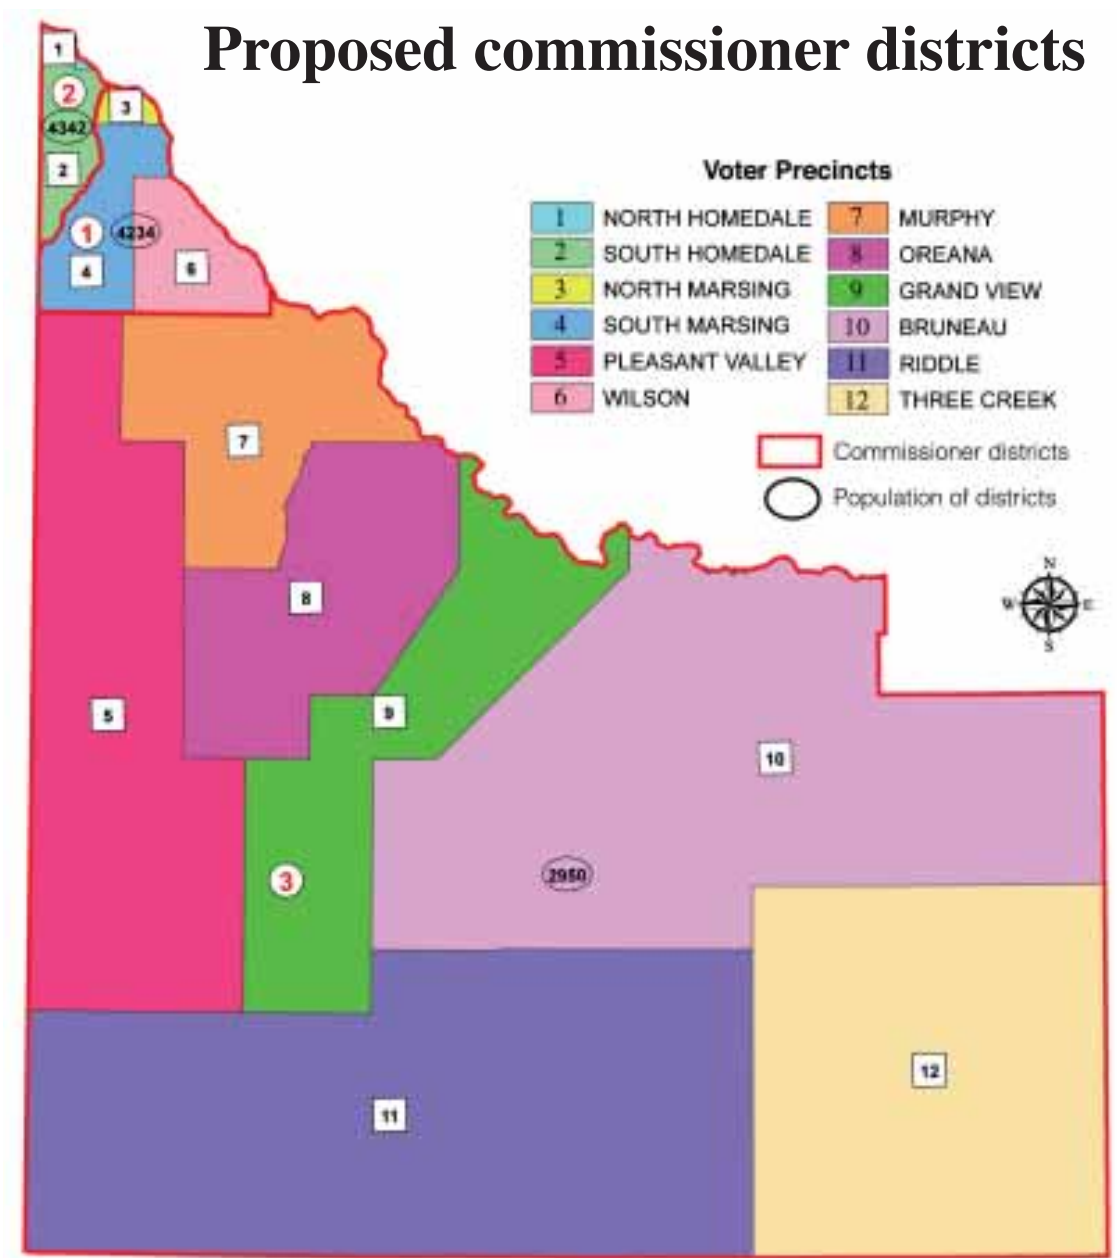 Proposed commissioner districts
Voter Precincts
1 NORTH HOMEDALE
2 SOUTH HOMEDALE
3 NORTH MARSING
4 SOUTH MARSING
5 PLEASANT VALLEY
6 WILSON
7 MURPHY
8 OREANA
9 GRAND VIEW
10 BRUNEAU
11 RIDDLE
12 THREE CREEK
Commissioner districts
Population of districts
N
W E
S
1
2
4342
2
3
1
4234
4
6
7
8
5
9
10
3
2950
11
12